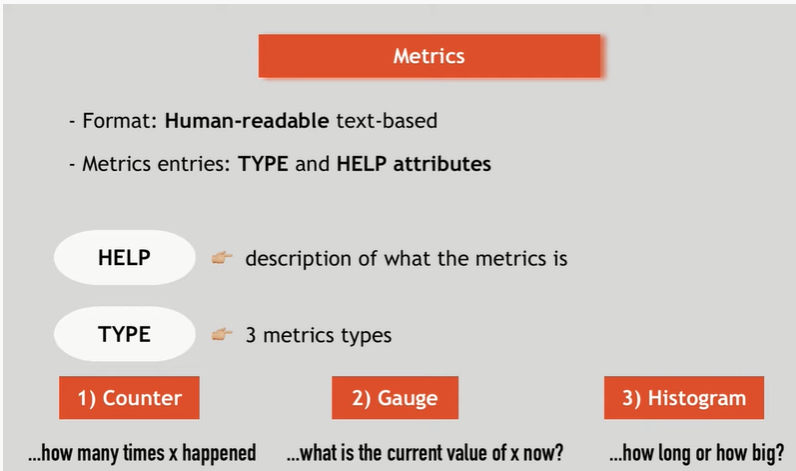 Metrics
- Format: Human-readable text-based
- Metrics entries: TYPE and HELP attributes
HELP description of what the metrics is
TYPE 3 metrics types
1) Counter 2) Gauge 3) Histogram
...how many times x happened ...what is the current value of x now? ...how long or how big?